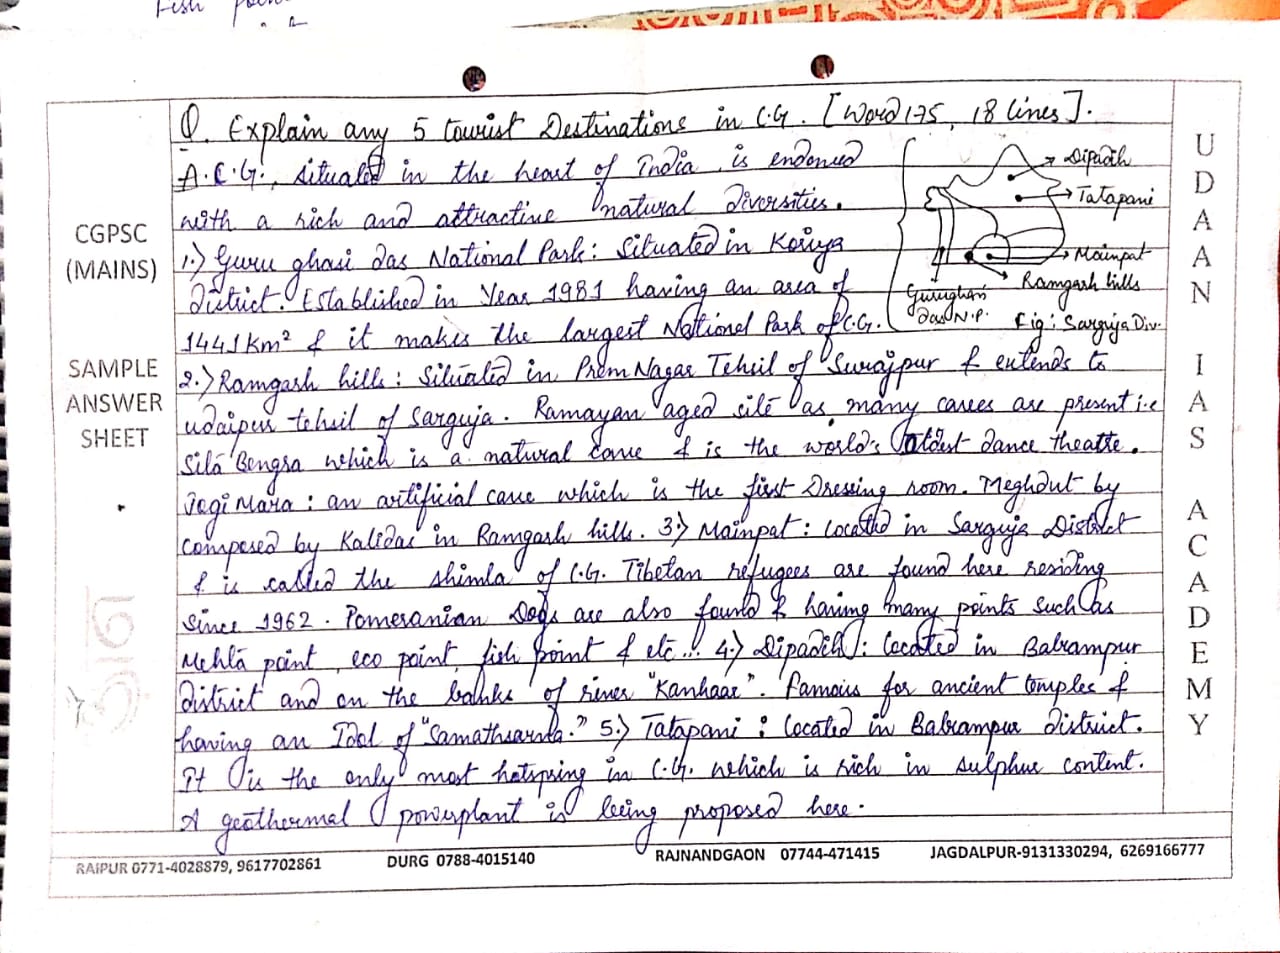 Fish
Q. Explain any 5 tourist Destinations in C.G. [Word 175, 18 lines].
A. C.G., situated in the heart of India, is endowed
with a rich and attractive natural diversities.
1.) Guru ghasi das National Park: Situated in Koriya
district. Established in Year 1981 having an area of
1441 Km² & it makes the largest National Park of C.G.
Dipadih
Tatapani
Mainpat
Ramgarh hills
Gurughasi
das N.P.
Fig: Sarguja Div.
2.) Ramgarh hills: Situated in Prem Nagar Tehsil of Surajpur & extends to
udaipur tehsil of Sarguja. Ramayan aged site as many caves are present i.e
Sita Bengra which is a natural cave & is the world's oldest dance theatre.
Jogi Mara: an artificial cave which is the first Dressing room. Meghdut by
composed by Kalidas in Ramgarh hills. 3.) Mainpat: located in Sarguja District
& is called the Shimla of C.G. Tibetan refugees are found here residing
since 1962. Pomeranian Dogs are also found & having many points such as
Mehta point, eco point, fish point & etc... 4.) Dipadih: located in Balrampur
district and on the banks of river "Kanhaar". Famous for ancient temples &
having an Idol of "Samathsarna." 5.) Tatapani: located in Balrampur district.
It is the only most hotspring in C.G. which is rich in sulphur content.
A geothermal powerplant is being proposed here.
CGPSC
(MAINS)
SAMPLE
ANSWER
SHEET
UDAAN IAS ACADEMY
RAIPUR 0771-4028879, 9617702861 DURG 0788-4015140 RAJNANDGAON 07744-471415 JAGDALPUR-9131330294, 6269166777